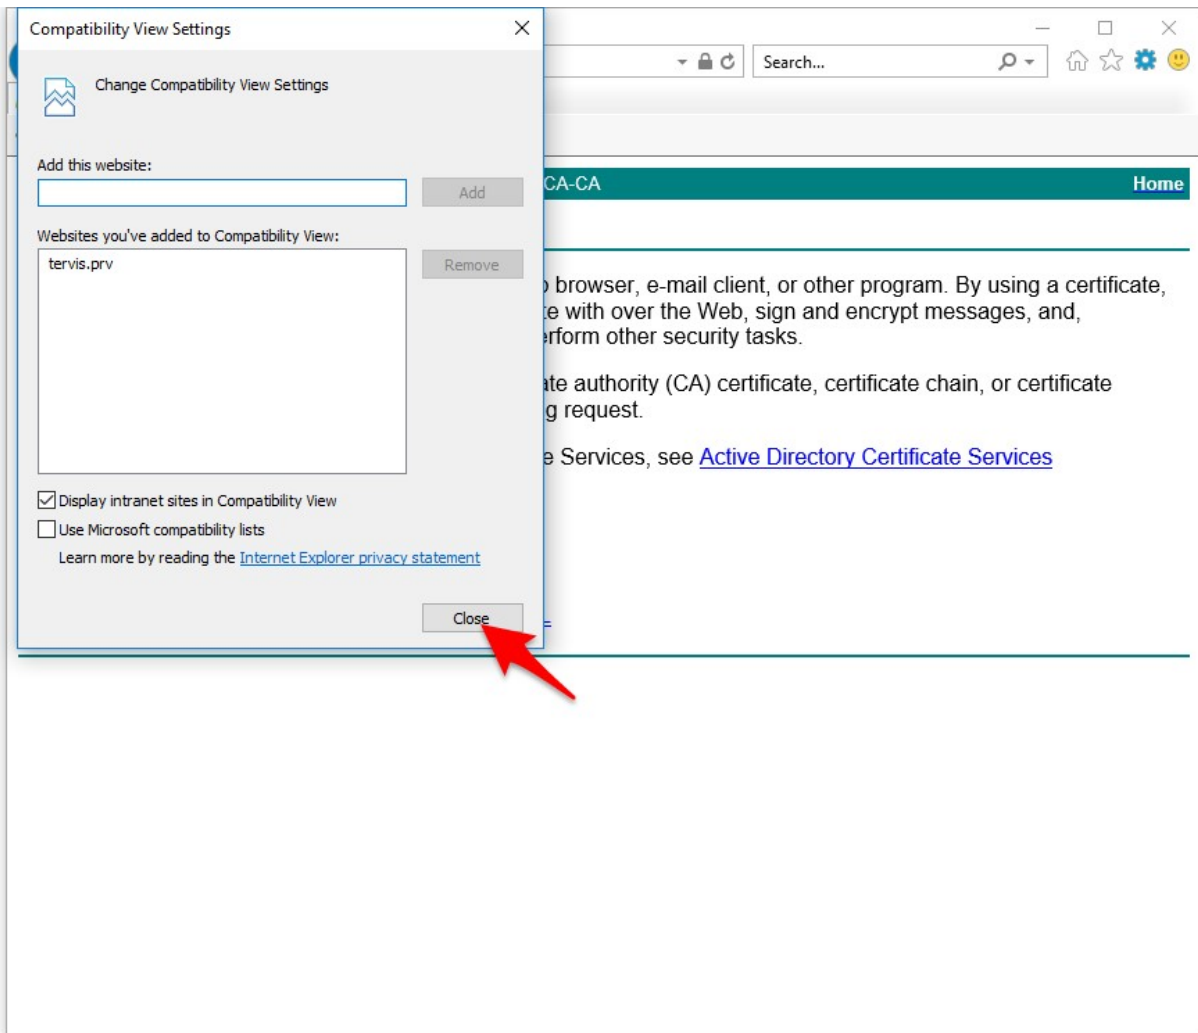 Compatibility View Settings
Search...
Change Compatibility View Settings
Add this website:
Add
CA-CA
Home
Websites you've added to Compatibility View:
tervis.prv
Remove
browser, e-mail client, or other program. By using a certificate,
with over the Web, sign and encrypt messages, and,
other security tasks.
authority (CA) certificate, certificate chain, or certificate
request.
Services, see Active Directory Certificate Services
Display intranet sites in Compatibility View
Use Microsoft compatibility lists
Learn more by reading the Internet Explorer privacy statement
Close